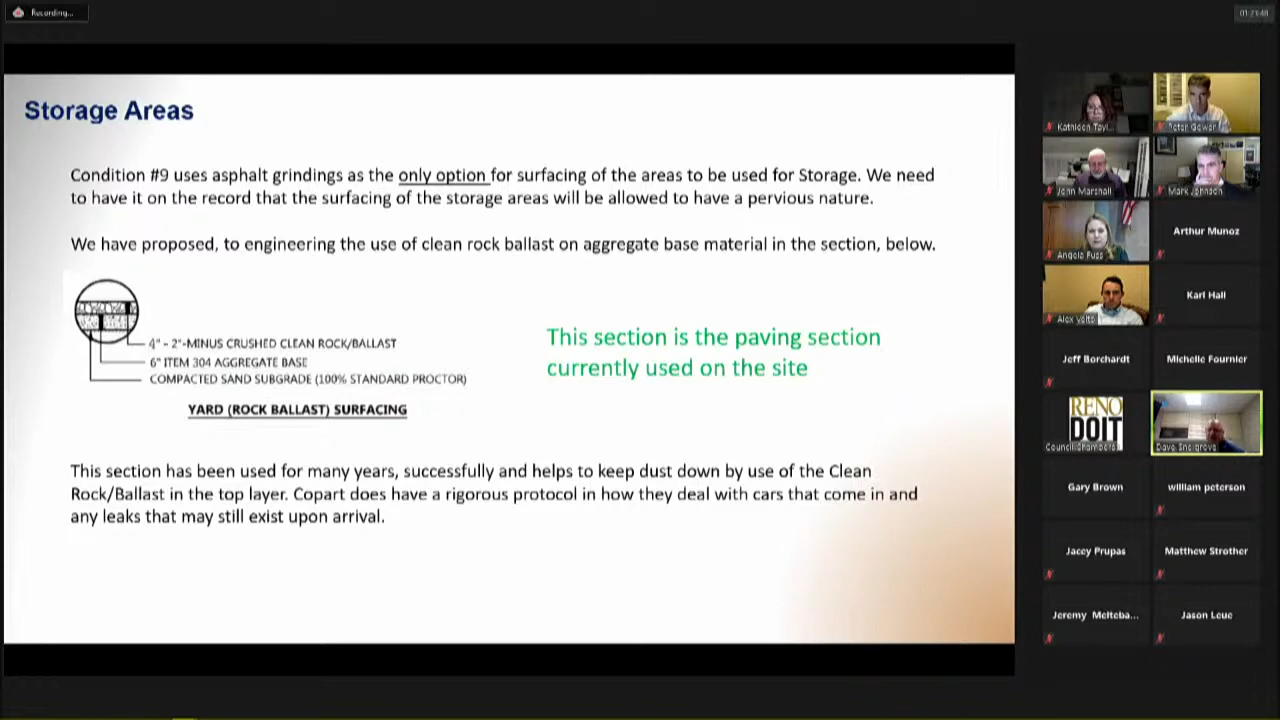 Recording...
Storage Areas
Condition #9 uses asphalt grindings as the only option for surfacing of the areas to be used for Storage. We need
to have it on the record that the surfacing of the storage areas will be allowed to have a pervious nature.
We have proposed, to engineering the use of clean rock ballast on aggregate base material in the section, below.
4" - 2"-MINUS CRUSHED CLEAN ROCK/BALLAST
6" ITEM 304 AGGREGATE BASE
COMPACTED SAND SUBGRADE (100% STANDARD PROCTOR)
YARD (ROCK BALLAST) SURFACING
This section is the paving section
currently used on the site
This section has been used for many years, successfully and helps to keep dust down by use of the Clean
Rock/Ballast in the top layer. Copart does have a rigorous protocol in how they deal with cars that come in and
any leaks that may still exist upon arrival.
Kathleen Tayl...
Peter Gower
John Marshall
Mark Johnson
Angela Fuss
Arthur Munoz
Alex Velto
Karl Hall
Jeff Borchardt
Michelle Fournier
RENO
DOIT
Council Chambers
Dave Snelgrove
Gary Brown
william peterson
Jacey Prupas
Matthew Strother
Jeremy Melteba...
Jason Leue